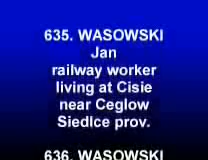 635. WASOWSKI
Jan
railway worker
living at Cisie
near Ceglow
Siedlce prov.
636. WASOWSKI